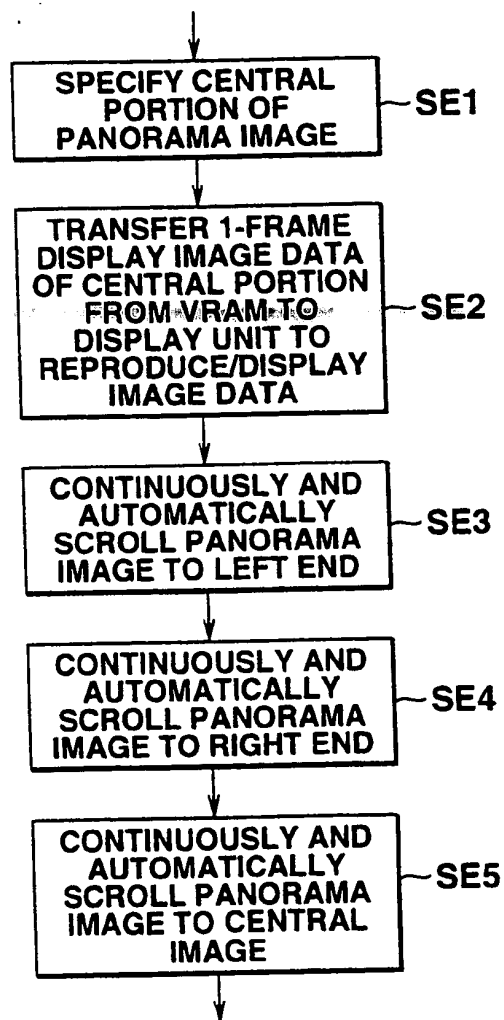 SPECIFY CENTRAL
PORTION OF
PANORAMA IMAGE
SE1
TRANSFER 1-FRAME
DISPLAY IMAGE DATA
OF CENTRAL PORTION
FROM VRAM TO
DISPLAY UNIT TO
REPRODUCE/DISPLAY
IMAGE DATA
SE2
CONTINUOUSLY AND
AUTOMATICALLY
SCROLL PANORAMA
IMAGE TO LEFT END
SE3
CONTINUOUSLY AND
AUTOMATICALLY
SCROLL PANORAMA
IMAGE TO RIGHT END
SE4
CONTINUOUSLY AND
AUTOMATICALLY
SCROLL PANORAMA
IMAGE TO CENTRAL
IMAGE
SE5